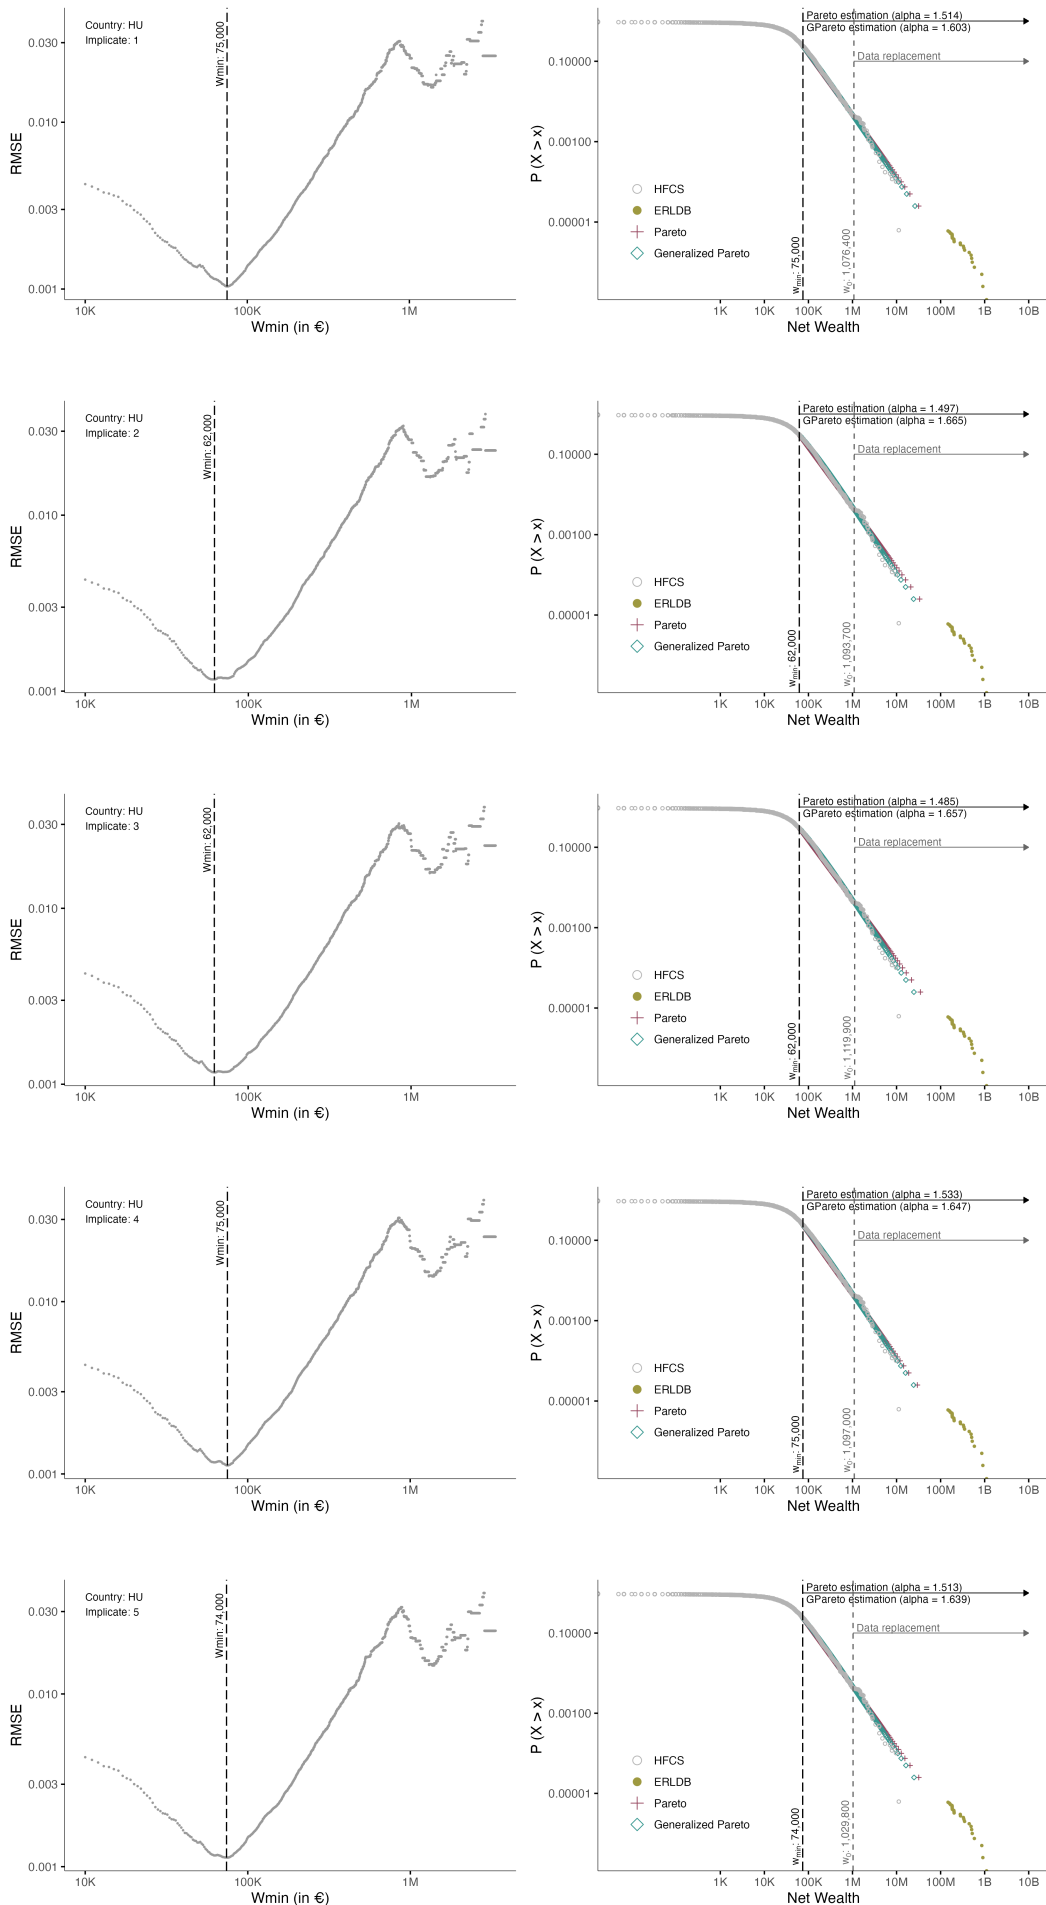 Country: HU
Implicate: 1
Wmin: 75,000
0.030
0.010
0.003
0.001
RMSE
10K 100K 1M
Wmin (in €)
Pareto estimation (alpha = 1.514)
GPareto estimation (alpha = 1.603)
Data replacement
0.10000
0.00100
0.00001
P (X > x)
HFCS
ERLDB
Pareto
Generalized Pareto
wmin: 75,000
w0: 1,076,400
1K 10K 100K 1M 10M 100M 1B 10B
Net Wealth
Country: HU
Implicate: 2
Wmin: 62,000
0.030
0.010
0.003
0.001
RMSE
10K 100K 1M
Wmin (in €)
Pareto estimation (alpha = 1.497)
GPareto estimation (alpha = 1.665)
Data replacement
0.10000
0.00100
0.00001
P (X > x)
HFCS
ERLDB
Pareto
Generalized Pareto
wmin: 62,000
w0: 1,093,700
1K 10K 100K 1M 10M 100M 1B 10B
Net Wealth
Country: HU
Implicate: 3
Wmin: 62,000
0.030
0.010
0.003
0.001
RMSE
10K 100K 1M
Wmin (in €)
Pareto estimation (alpha = 1.485)
GPareto estimation (alpha = 1.657)
Data replacement
0.10000
0.00100
0.00001
P (X > x)
HFCS
ERLDB
Pareto
Generalized Pareto
wmin: 62,000
w0: 1,119,900
1K 10K 100K 1M 10M 100M 1B 10B
Net Wealth
Country: HU
Implicate: 4
Wmin: 75,000
0.030
0.010
0.003
0.001
RMSE
10K 100K 1M
Wmin (in €)
Pareto estimation (alpha = 1.533)
GPareto estimation (alpha = 1.647)
Data replacement
0.10000
0.00100
0.00001
P (X > x)
HFCS
ERLDB
Pareto
Generalized Pareto
wmin: 75,000
w0: 1,097,000
1K 10K 100K 1M 10M 100M 1B 10B
Net Wealth
Country: HU
Implicate: 5
Wmin: 74,000
0.030
0.010
0.003
0.001
RMSE
10K 100K 1M
Wmin (in €)
Pareto estimation (alpha = 1.513)
GPareto estimation (alpha = 1.639)
Data replacement
0.10000
0.00100
0.00001
P (X > x)
HFCS
ERLDB
Pareto
Generalized Pareto
wmin: 74,000
w0: 1,029,800
1K 10K 100K 1M 10M 100M 1B 10B
Net Wealth